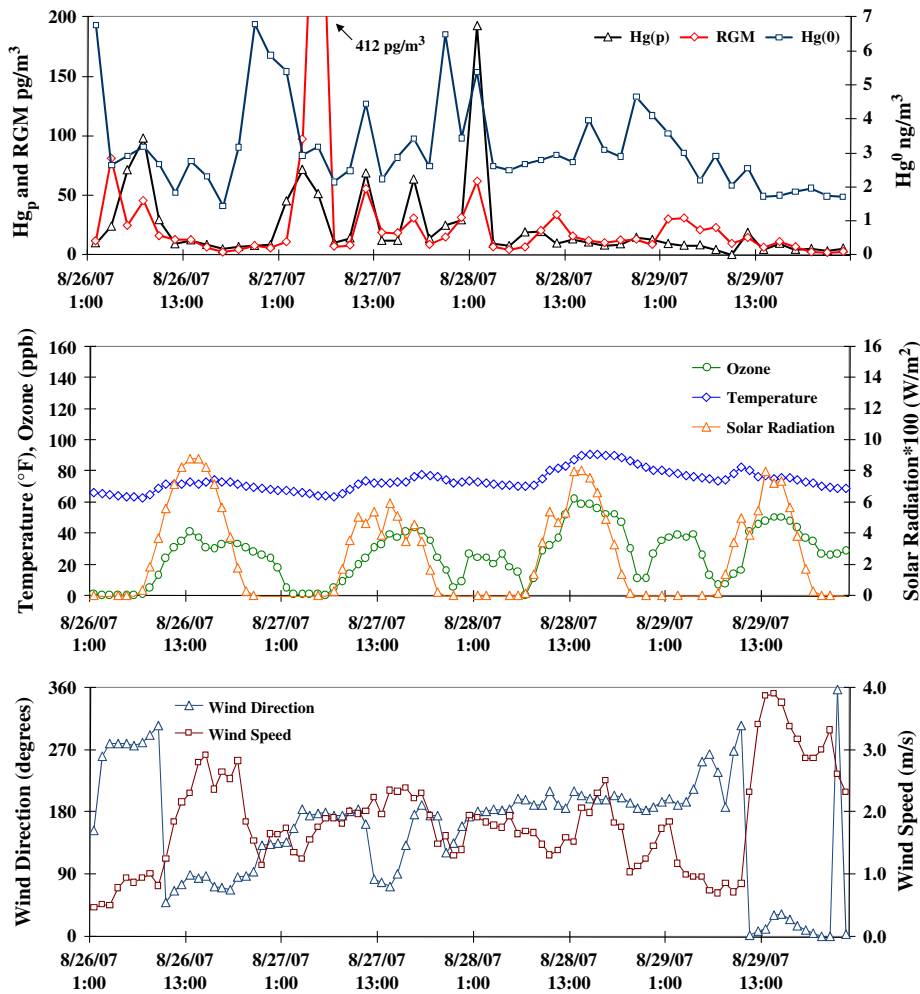 Hg_p and RGM pg/m³
200
150
100
50
0
412 pg/m³
Hg(p) RGM Hg(0)
7
6
5
4
3
2
1
0
Hg⁰ ng/m³
8/26/07 8/26/07 8/27/07 8/27/07 8/28/07 8/28/07 8/29/07 8/29/07
1:00 13:00 1:00 13:00 1:00 13:00 1:00 13:00
Temperature (°F), Ozone (ppb)
160
140
120
100
80
60
40
20
0
Ozone
Temperature
Solar Radiation
16
14
12
10
8
6
4
2
0
Solar Radiation*100 (W/m²)
8/26/07 8/26/07 8/27/07 8/27/07 8/28/07 8/28/07 8/29/07 8/29/07
1:00 13:00 1:00 13:00 1:00 13:00 1:00 13:00
Wind Direction (degrees)
360
270
180
90
0
Wind Direction
Wind Speed
4.0
3.0
2.0
1.0
0.0
Wind Speed (m/s)
8/26/07 8/26/07 8/27/07 8/27/07 8/28/07 8/28/07 8/29/07 8/29/07
1:00 13:00 1:00 13:00 1:00 13:00 1:00 13:00